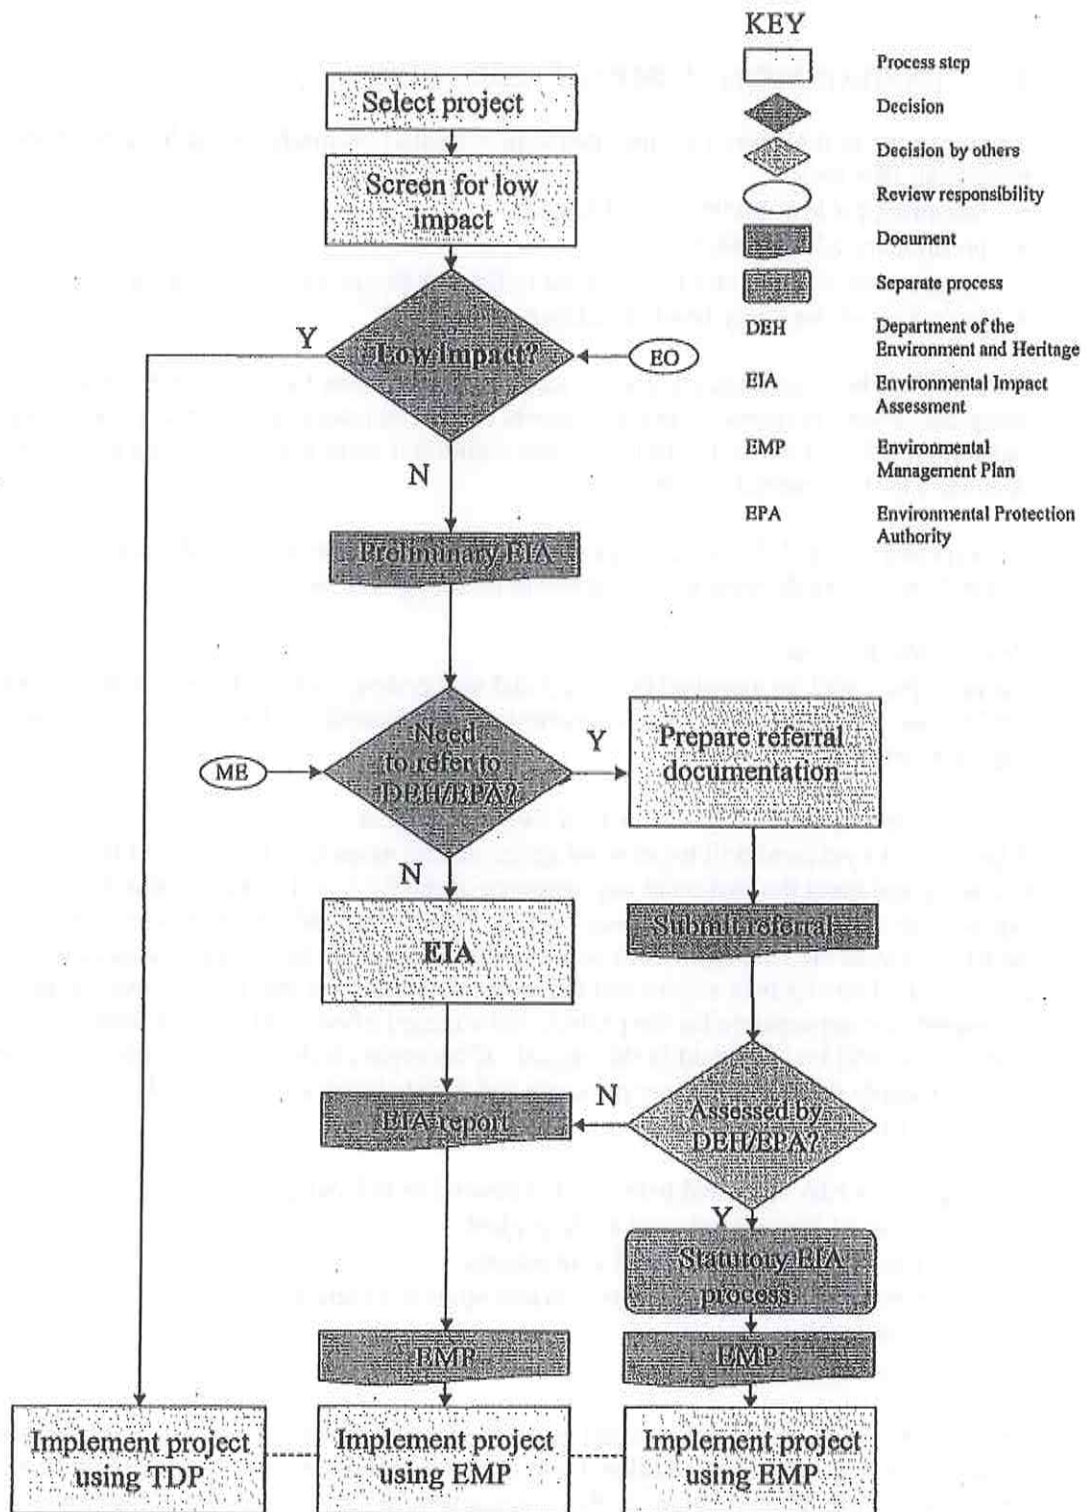 KEY
Process step
Decision
Decision by others
Review responsibility
Document
Separate process
DEH Department of the
Environment and Heritage
EIA Environmental Impact
Assessment
EMP Environmental
Management Plan
EPA Environmental Protection
Authority
Select project
Screen for low
impact
Y
Low Impact?
EO
N
Preliminary EIA
ME
Need
to refer to
DEH/EPA?
Y
Prepare referral
documentation
N
EIA
Submit referral
EIA report
N
Assessed by
DEH/EPA?
Y
Statutory EIA
process
EMP
EMP
Implement project
using TDP
Implement project
using EMP
Implement project
using EMP